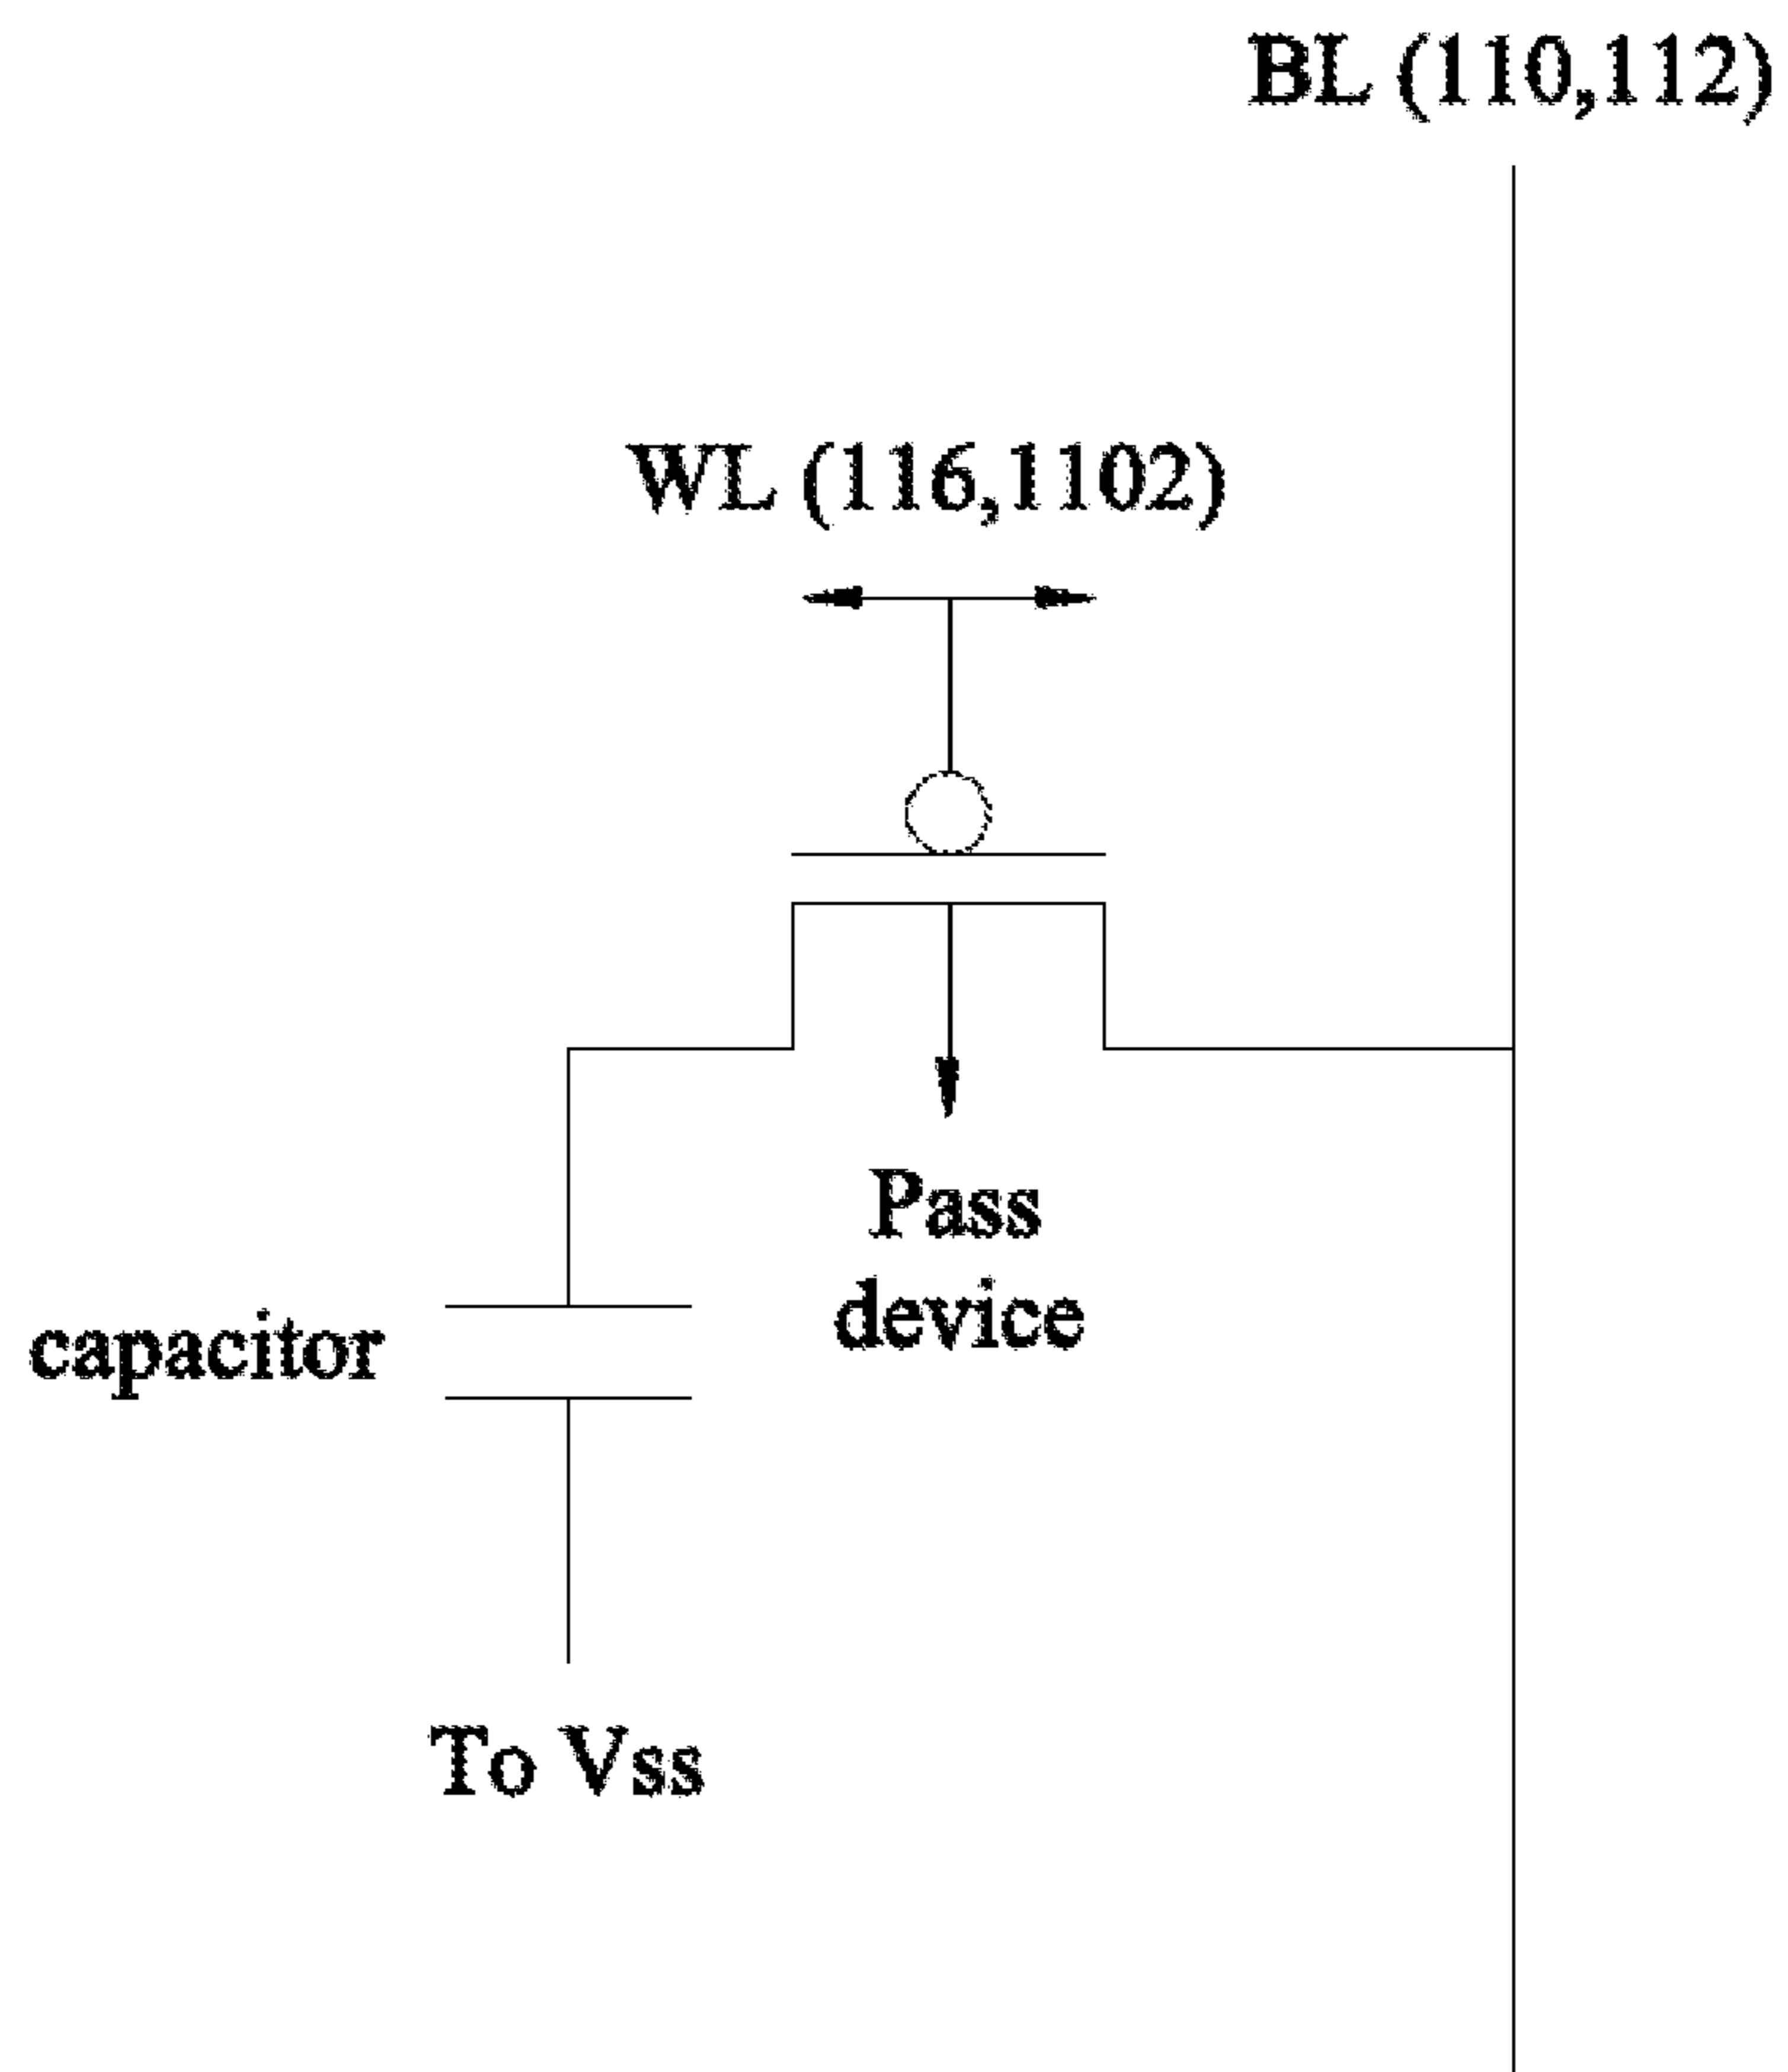 BL (110,112)
WL (116,1102)
Pass
device
capacitor
To Vss